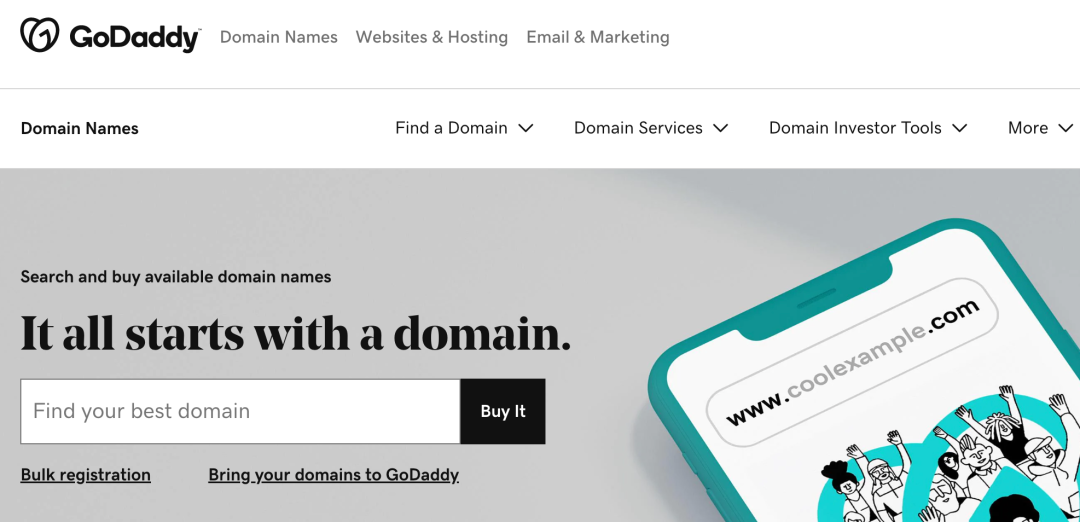 GoDaddy™ Domain Names Websites & Hosting Email & Marketing
Domain Names Find a Domain Domain Services Domain Investor Tools More
Search and buy available domain names
It all starts with a domain.
Find your best domain Buy It
Bulk registration Bring your domains to GoDaddy
www.coolexample.com